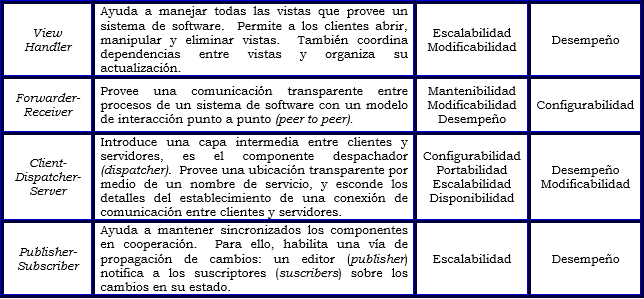 View
Handler
Ayuda a manejar todas las vistas que provee un
sistema de software. Permite a los clientes abrir,
manipular y eliminar vistas. También coordina
dependencias entre vistas y organiza su
actualización.
Escalabilidad
Modificabilidad
Desempeño
Forwarder-
Receiver
Provee una comunicación transparente entre
procesos de un sistema de software con un modelo
de interacción punto a punto (peer to peer).
Mantenibilidad
Modificabilidad
Desempeño
Configurabilidad
Client-
Dispatcher-
Server
Introduce una capa intermedia entre clientes y
servidores, es el componente despachador
(dispatcher). Provee una ubicación transparente por
medio de un nombre de servicio, y esconde los
detalles del establecimiento de una conexión de
comunicación entre clientes y servidores.
Configurabilidad
Portabilidad
Escalabilidad
Disponibilidad
Desempeño
Modificabilidad
Publisher-
Subscriber
Ayuda a mantener sincronizados los componentes
en cooperación. Para ello, habilita una vía de
propagación de cambios: un editor (publisher)
notifica a los suscriptores (suscribers) sobre los
cambios en su estado.
Escalabilidad
Desempeño